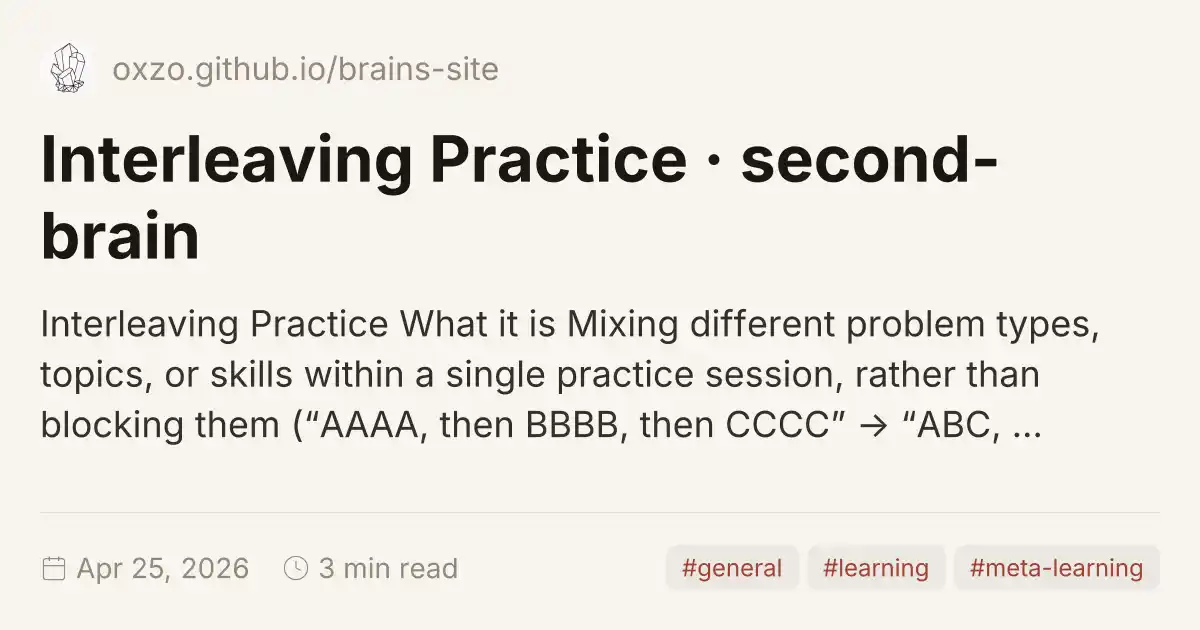 oxzo.github.io/brains-site
Interleaving Practice · second-
brain
Interleaving Practice What it is Mixing different problem types,
topics, or skills within a single practice session, rather than
blocking them (“AAAA, then BBBB, then CCCC” → “ABC, ...
Apr 25, 2026 3 min read #general #learning #meta-learning